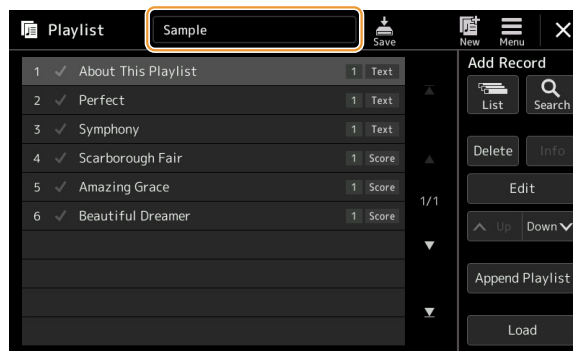 Playlist Sample Save New Menu
Add Record
1 About This Playlist 1 Text
List Search
2 Perfect 1 Text
3 Symphony 1 Text
Delete Info
4 Scarborough Fair 1 Score
5 Amazing Grace 1 Score
Edit
1/1
6 Beautiful Dreamer 1 Score
Up Down
Append Playlist
Load